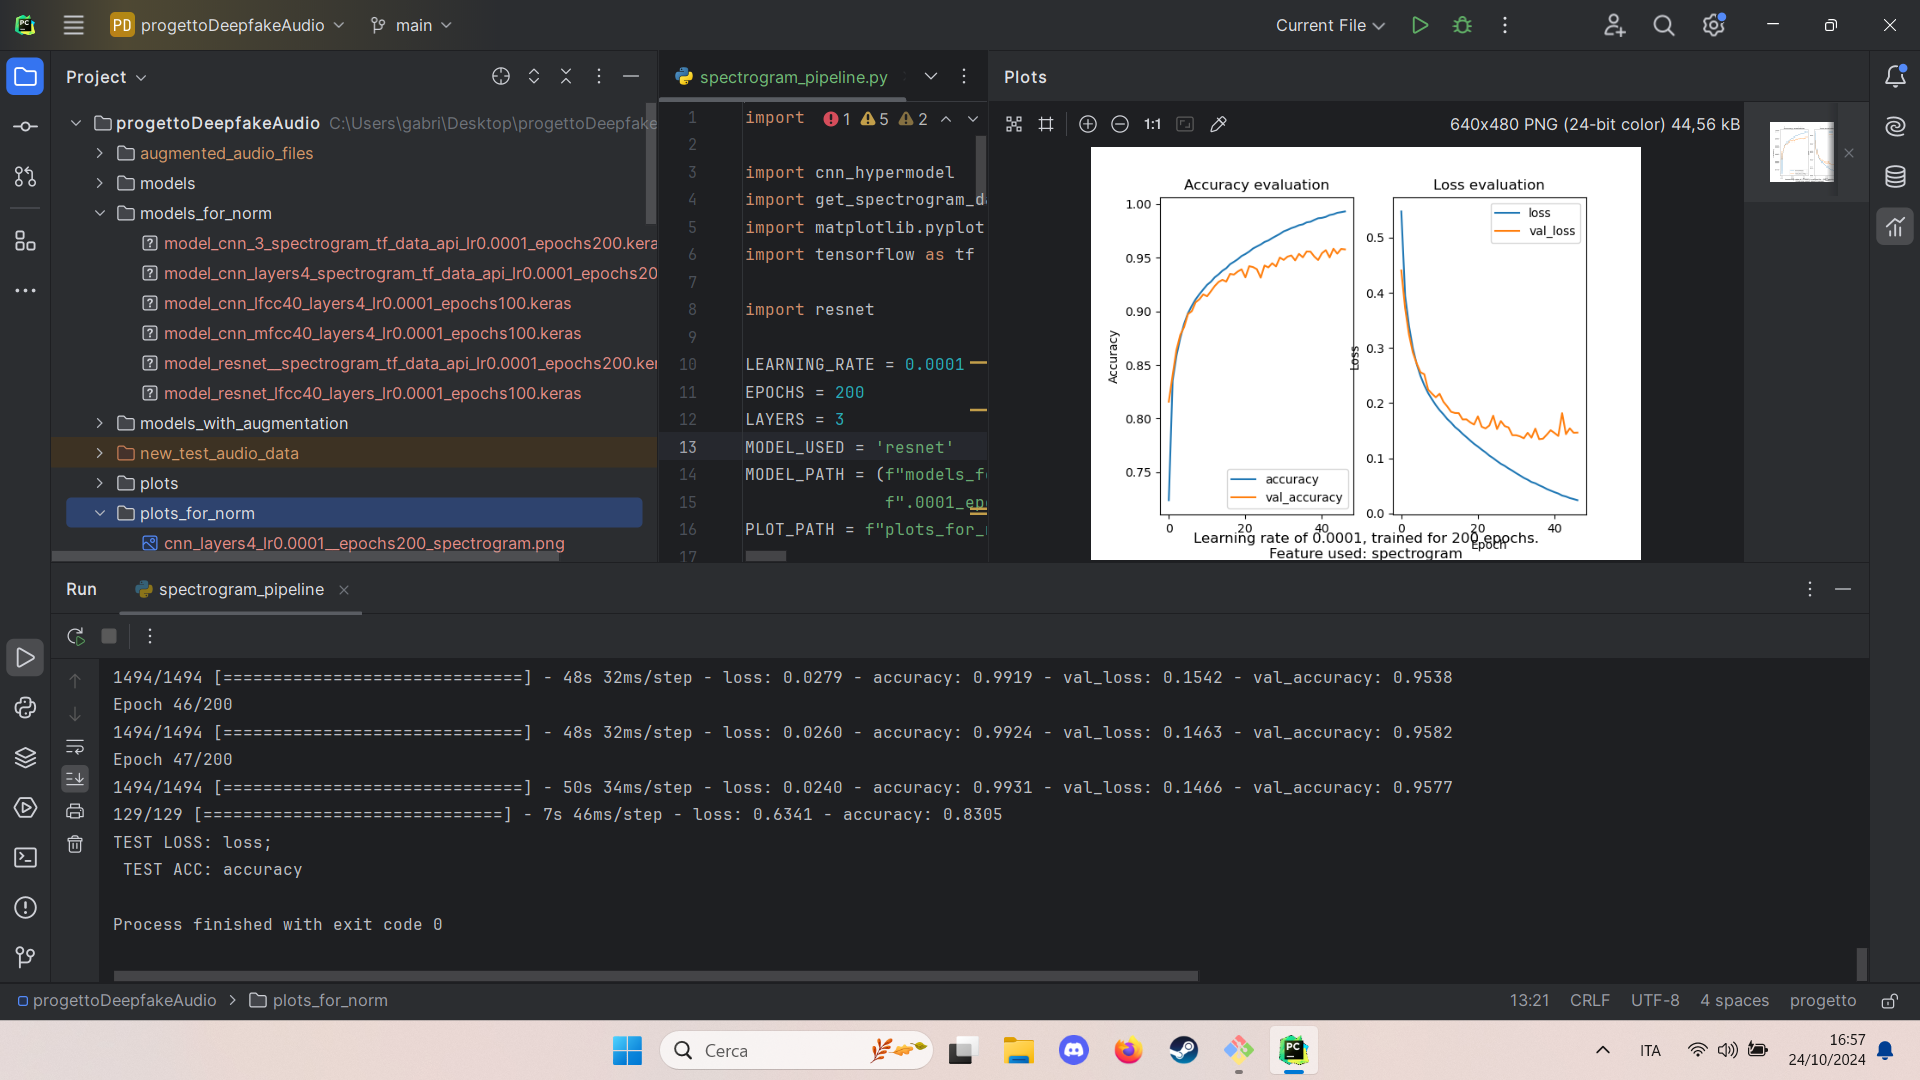 PC
PD progettoDeepfakeAudio
main
Current File
Project
progettoDeepfakeAudio C:\Users\gabri\Desktop\progettoDeepfake
augmented_audio_files
models
models_for_norm
model_cnn_3_spectrogram_tf_data_api_lr0.0001_epochs200.kera
model_cnn_layers4_spectrogram_tf_data_api_lr0.0001_epochs20
model_cnn_lfcc40_layers4_lr0.0001_epochs100.keras
model_cnn_mfcc40_layers4_lr0.0001_epochs100.keras
model_resnet__spectrogram_tf_data_api_lr0.0001_epochs200.ker
model_resnet_lfcc40_layers_lr0.0001_epochs100.keras
models_with_augmentation
new_test_audio_data
plots
plots_for_norm
cnn_layers4_lr0.0001__epochs200_spectrogram.png
spectrogram_pipeline.py
1 import 1 5 2
2
3 import cnn_hypermodel
4 import get_spectrogram_d
5 import matplotlib.pyplot
6 import tensorflow as tf
7
8 import resnet
9
10 LEARNING_RATE = 0.0001
11 EPOCHS = 200
12 LAYERS = 3
13 MODEL_USED = 'resnet'
14 MODEL_PATH = (f"models_fo
15 f".0001_epo
16 PLOT_PATH = f"plots_for_n
17
Plots
1:1
640x480 PNG (24-bit color) 44,56 kB
Accuracy evaluation
1.00
0.95
0.90
0.85
0.80
0.75
Accuracy
accuracy
val_accuracy
0 20 40
Loss evaluation
loss
val_loss
0.5
0.4
0.3
0.2
0.1
0.0
Loss
0 20 40
Epoch
Learning rate of 0.0001, trained for 200 epochs.
Feature used: spectrogram
Run
spectrogram_pipeline
1494/1494 [==============================] - 48s 32ms/step - loss: 0.0279 - accuracy: 0.9919 - val_loss: 0.1542 - val_accuracy: 0.9538
Epoch 46/200
1494/1494 [==============================] - 48s 32ms/step - loss: 0.0260 - accuracy: 0.9924 - val_loss: 0.1463 - val_accuracy: 0.9582
Epoch 47/200
1494/1494 [==============================] - 50s 34ms/step - loss: 0.0240 - accuracy: 0.9931 - val_loss: 0.1466 - val_accuracy: 0.9577
129/129 [==============================] - 7s 46ms/step - loss: 0.6341 - accuracy: 0.8305
TEST LOSS: loss;
TEST ACC: accuracy
Process finished with exit code 0
progettoDeepfakeAudio > plots_for_norm
13:21 CRLF UTF-8 4 spaces progetto
Cerca
PC
ITA
16:57
24/10/2024